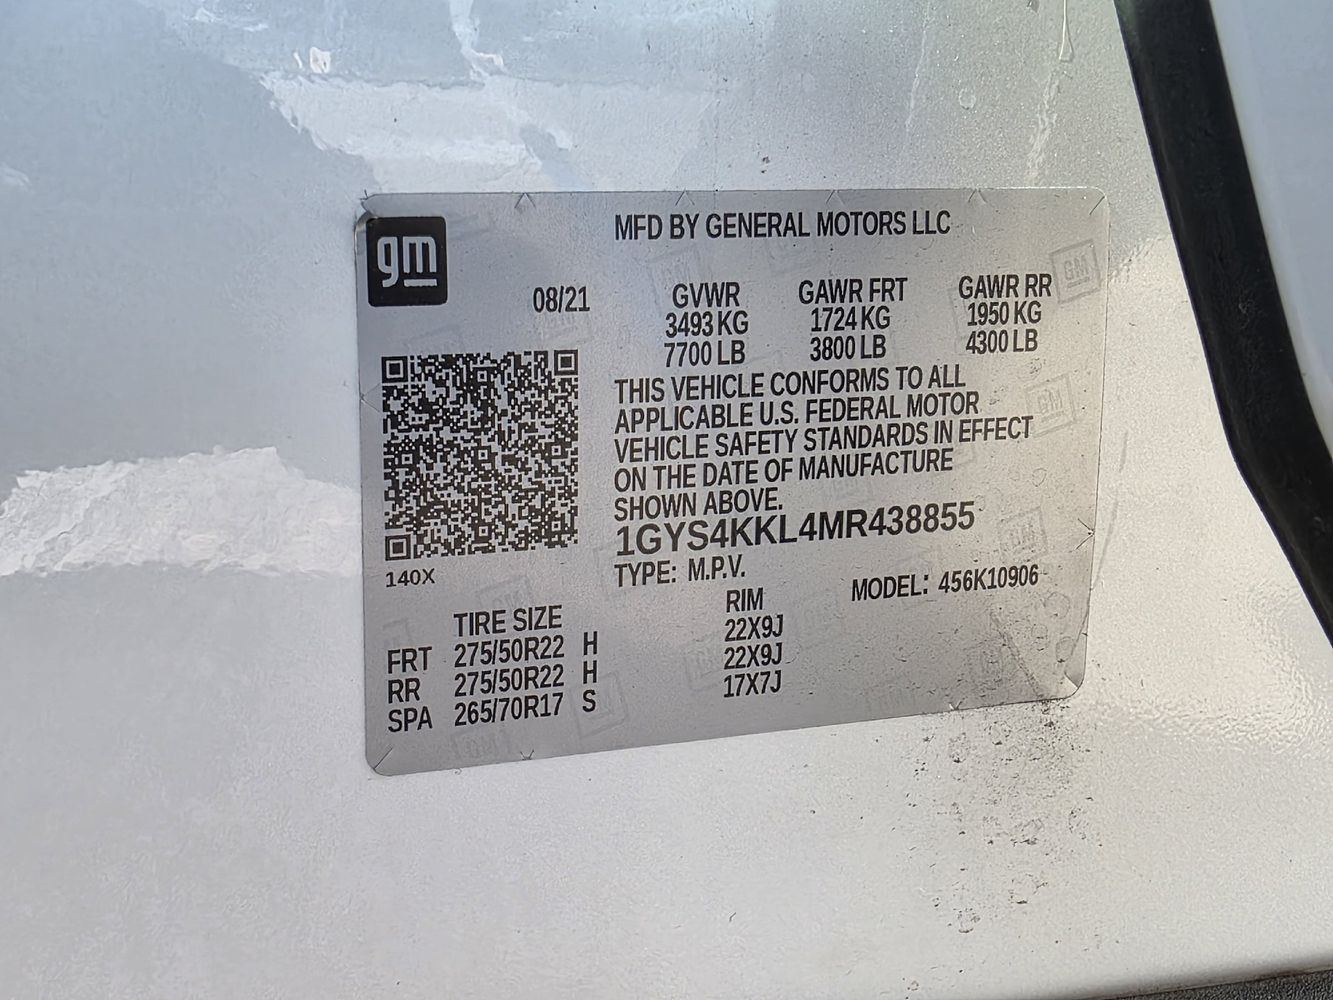 gm
MFD BY GENERAL MOTORS LLC
08/21
GVWR GAWR FRT GAWR RR
3493 KG 1724 KG 1950 KG
7700 LB 3800 LB 4300 LB
THIS VEHICLE CONFORMS TO ALL
APPLICABLE U.S. FEDERAL MOTOR
VEHICLE SAFETY STANDARDS IN EFFECT
ON THE DATE OF MANUFACTURE
SHOWN ABOVE.
1GYS4KKL4MR438855
140X
TYPE: M.P.V. MODEL: 456K10906
TIRE SIZE RIM
FRT 275/50R22 H 22X9J
RR 275/50R22 H 22X9J
SPA 265/70R17 S 17X7J